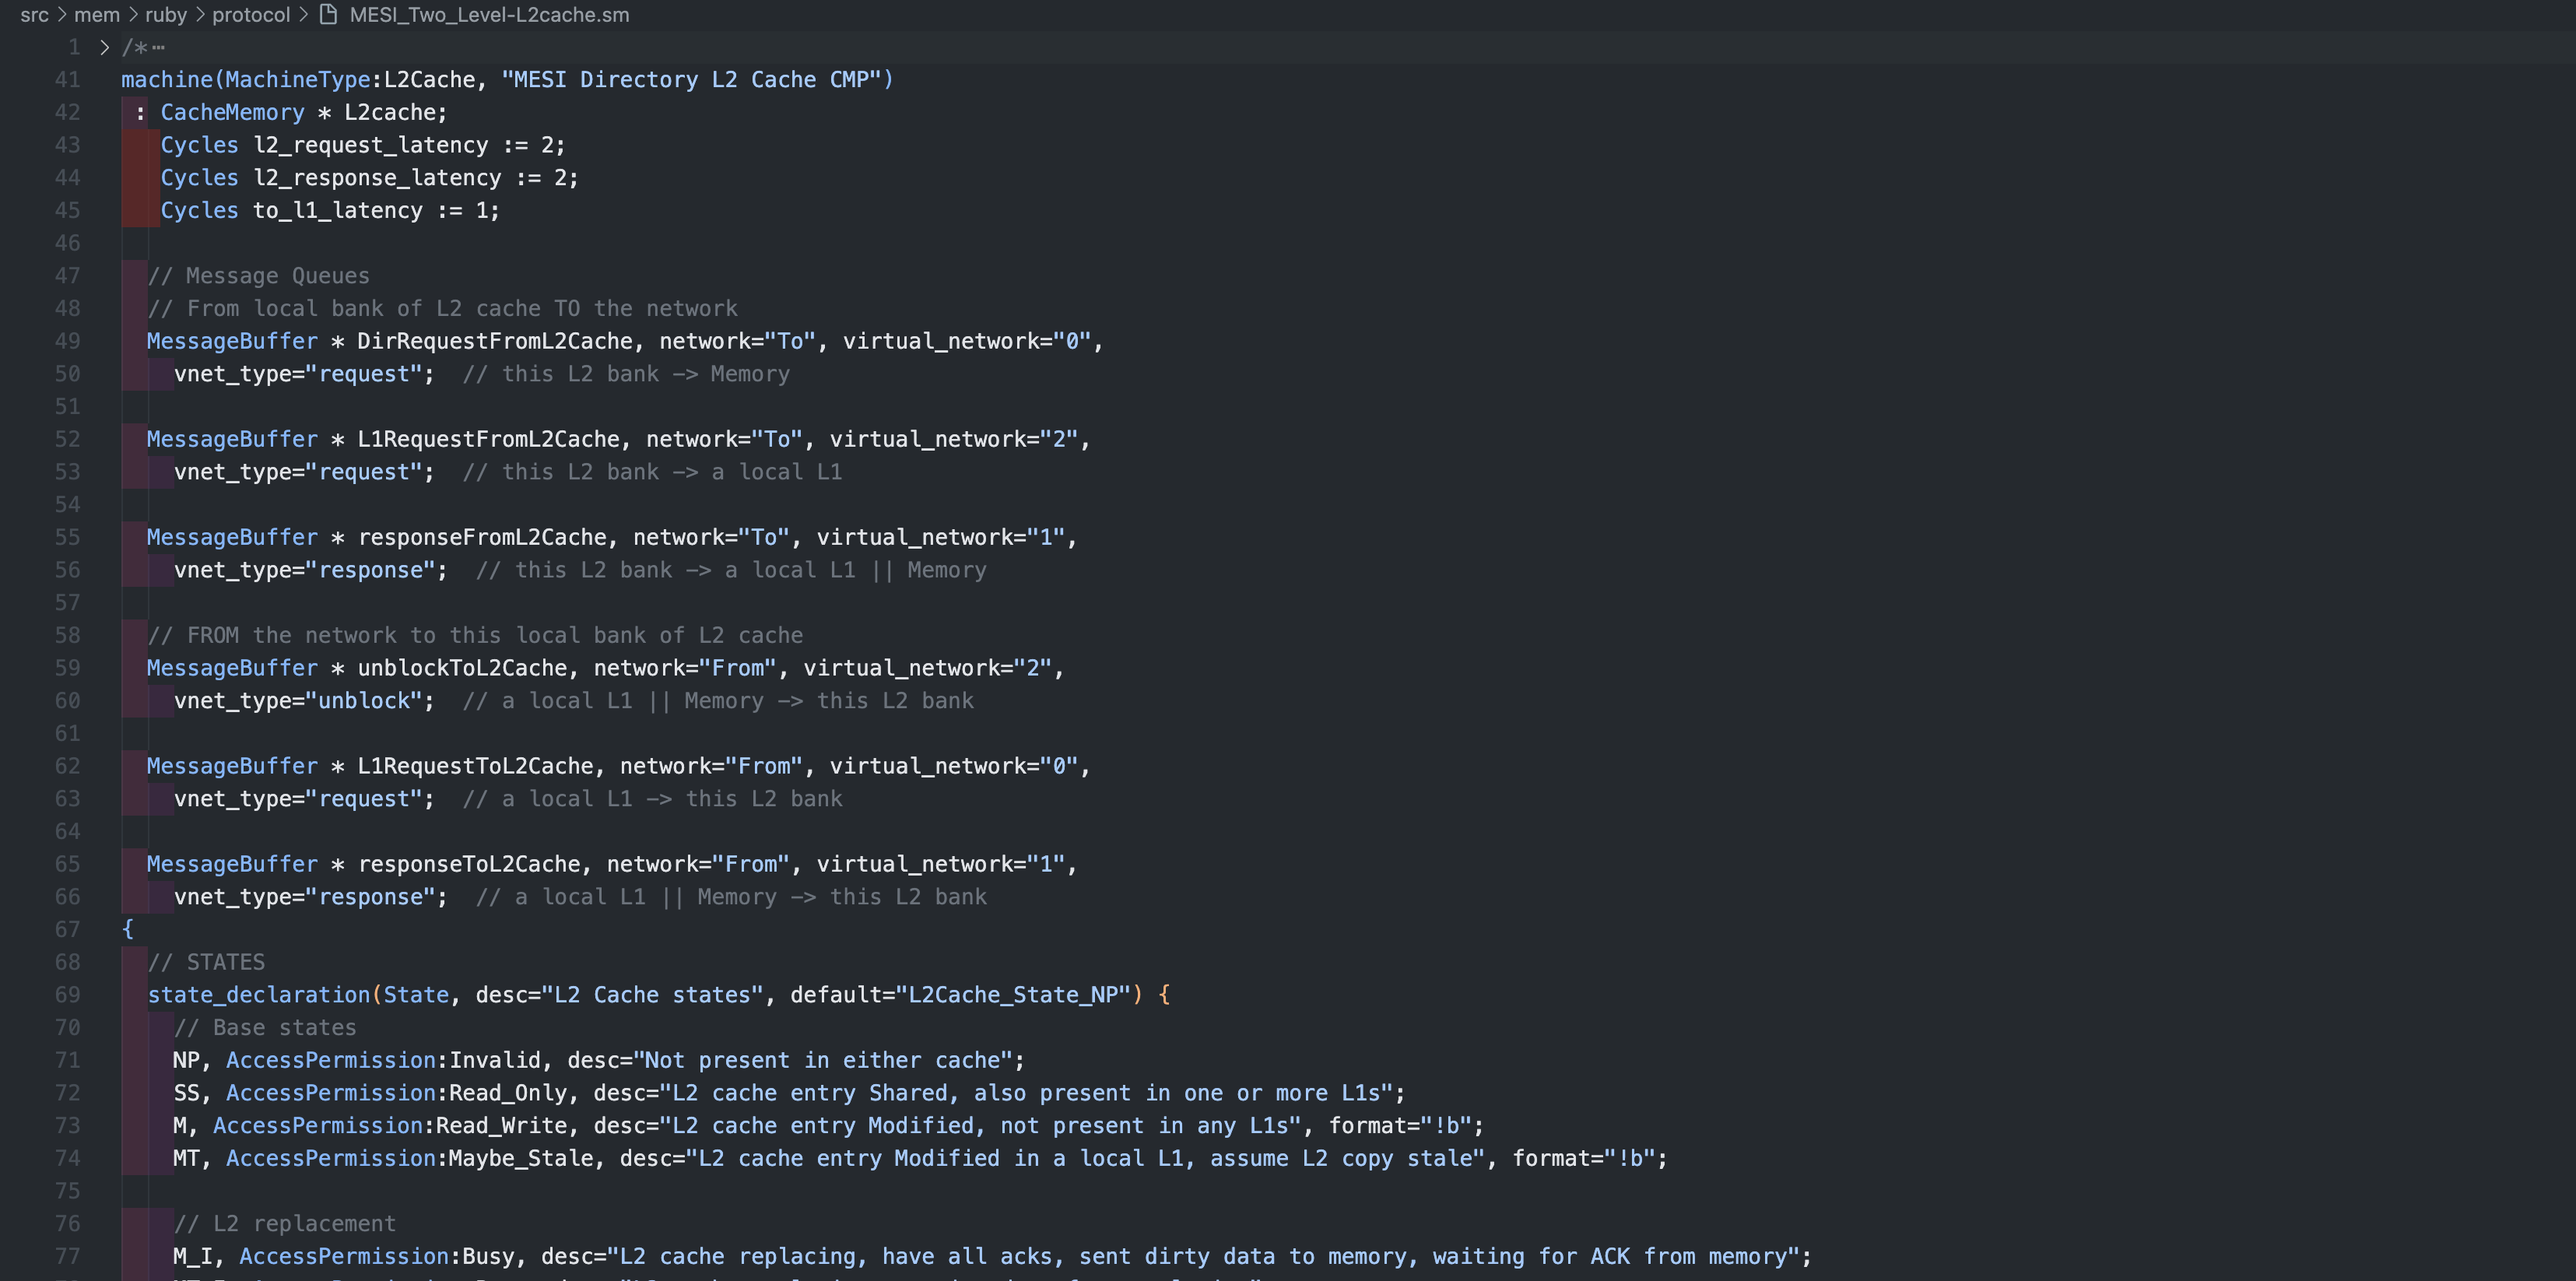 src > mem > ruby > protocol > MESI_Two_Level-L2cache.sm
1 > /*⋯
41 machine(MachineType:L2Cache, "MESI Directory L2 Cache CMP")
42  : CacheMemory * L2cache;
43    Cycles l2_request_latency := 2;
44    Cycles l2_response_latency := 2;
45    Cycles to_l1_latency := 1;
46
47   // Message Queues
48   // From local bank of L2 cache TO the network
49   MessageBuffer * DirRequestFromL2Cache, network="To", virtual_network="0",
50     vnet_type="request";  // this L2 bank -> Memory
51
52   MessageBuffer * L1RequestFromL2Cache, network="To", virtual_network="2",
53     vnet_type="request";  // this L2 bank -> a local L1
54
55   MessageBuffer * responseFromL2Cache, network="To", virtual_network="1",
56     vnet_type="response";  // this L2 bank -> a local L1 || Memory
57
58   // FROM the network to this local bank of L2 cache
59   MessageBuffer * unblockToL2Cache, network="From", virtual_network="2",
60     vnet_type="unblock";  // a local L1 || Memory -> this L2 bank
61
62   MessageBuffer * L1RequestToL2Cache, network="From", virtual_network="0",
63     vnet_type="request";  // a local L1 -> this L2 bank
64
65   MessageBuffer * responseToL2Cache, network="From", virtual_network="1",
66     vnet_type="response";  // a local L1 || Memory -> this L2 bank
67 {
68   // STATES
69   state_declaration(State, desc="L2 Cache states", default="L2Cache_State_NP") {
70     // Base states
71     NP, AccessPermission:Invalid, desc="Not present in either cache";
72     SS, AccessPermission:Read_Only, desc="L2 cache entry Shared, also present in one or more L1s";
73     M, AccessPermission:Read_Write, desc="L2 cache entry Modified, not present in any L1s", format="!b";
74     MT, AccessPermission:Maybe_Stale, desc="L2 cache entry Modified in a local L1, assume L2 copy stale", format="!b";
75
76     // L2 replacement
77     M_I, AccessPermission:Busy, desc="L2 cache replacing, have all acks, sent dirty data to memory, waiting for ACK from memory";